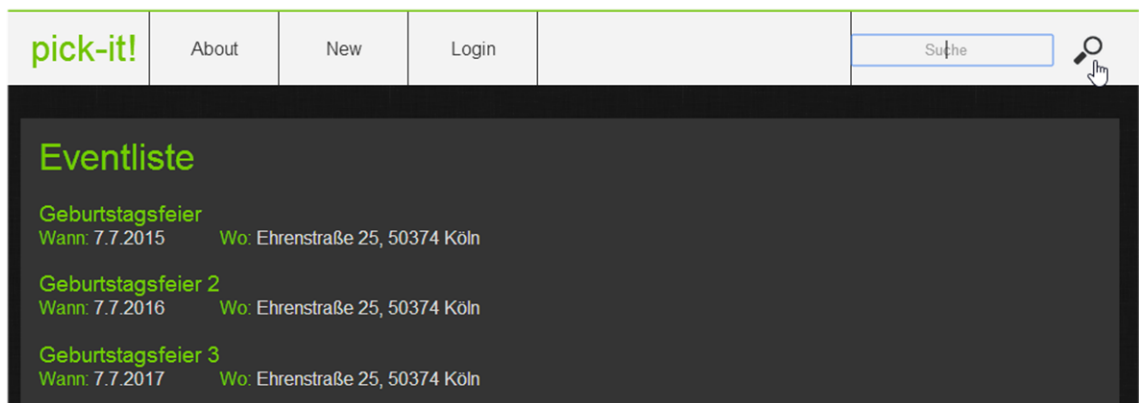 pick-it! About New Login Suche
Eventliste
Geburtstagsfeier
Wann: 7.7.2015 Wo: Ehrenstraße 25, 50374 Köln
Geburtstagsfeier 2
Wann: 7.7.2016 Wo: Ehrenstraße 25, 50374 Köln
Geburtstagsfeier 3
Wann: 7.7.2017 Wo: Ehrenstraße 25, 50374 Köln